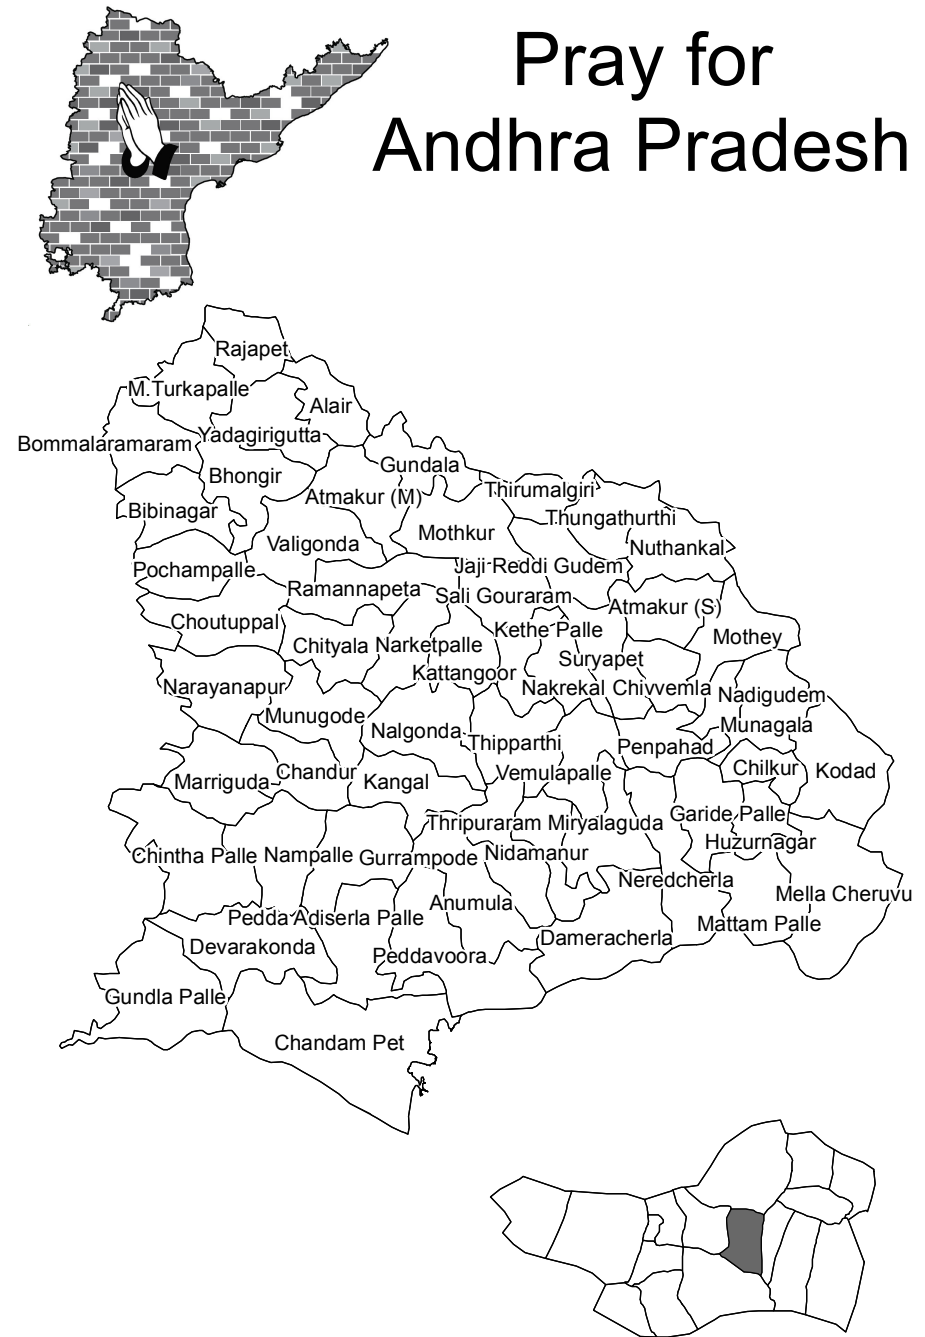 Pray for
Andhra Pradesh
Rajapet
M.Turkapalle
Alair
Bommalaramaram
Yadagirigutta
Gundala
Bhongir
Atmakur (M)
Thirumalgiri
Bibinagar
Thungathurthi
Mothkur
Valigonda
Nuthankal
Jaji-Reddi Gudem
Pochampalle
Ramannapeta
Sali Gouraram
Atmakur (S)
Choutuppal
Kethe Palle
Mothey
Chityala
Narketpalle
Suryapet
Kattangoor
Narayanapur
Nakrekal
Chivvemla
Nadigudem
Munugode
Munagala
Nalgonda
Thipparthi
Penpahad
Chandur
Vemulapalle
Chilkur
Kodad
Marriguda
Kangal
Garide Palle
Thripuraram
Miryalaguda
Huzurnagar
Chintha Palle
Nampalle
Gurrampode
Nidamanur
Neredcherla
Mella Cheruvu
Anumula
Pedda Adiserla Palle
Mattam Palle
Devarakonda
Dameracherla
Peddavoora
Gundla Palle
Chandam Pet